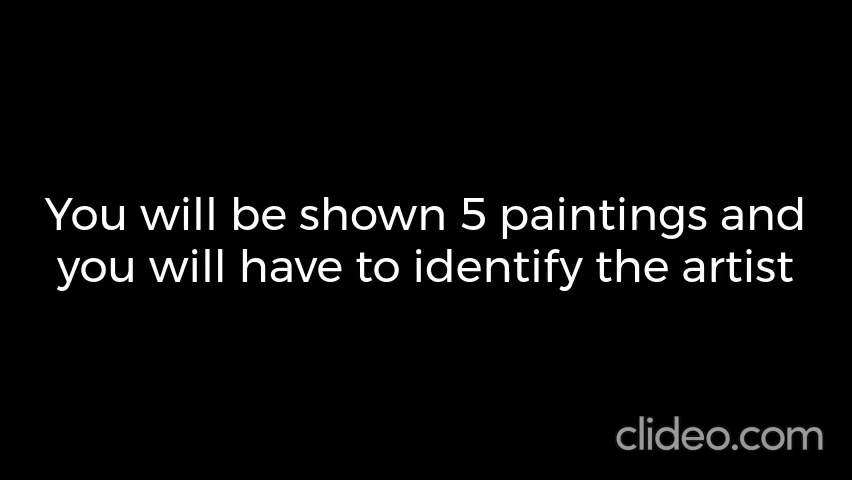 You will be shown 5 paintings and
you will have to identify the artist
clideo.com